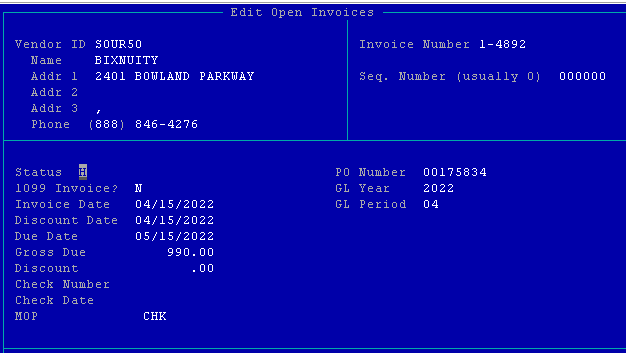 Edit Open Invoices
Vendor ID SOUR50
Name BIXNUITY
Addr 1 2401 BOWLAND PARKWAY
Addr 2
Addr 3 ,
Phone (888) 846-4276
Invoice Number 1-4892
Seq. Number (usually 0) 000000
Status H
1099 Invoice? N
Invoice Date 04/15/2022
Discount Date 04/15/2022
Due Date 05/15/2022
Gross Due 990.00
Discount .00
Check Number
Check Date
MOP CHK
PO Number 00175834
GL Year 2022
GL Period 04